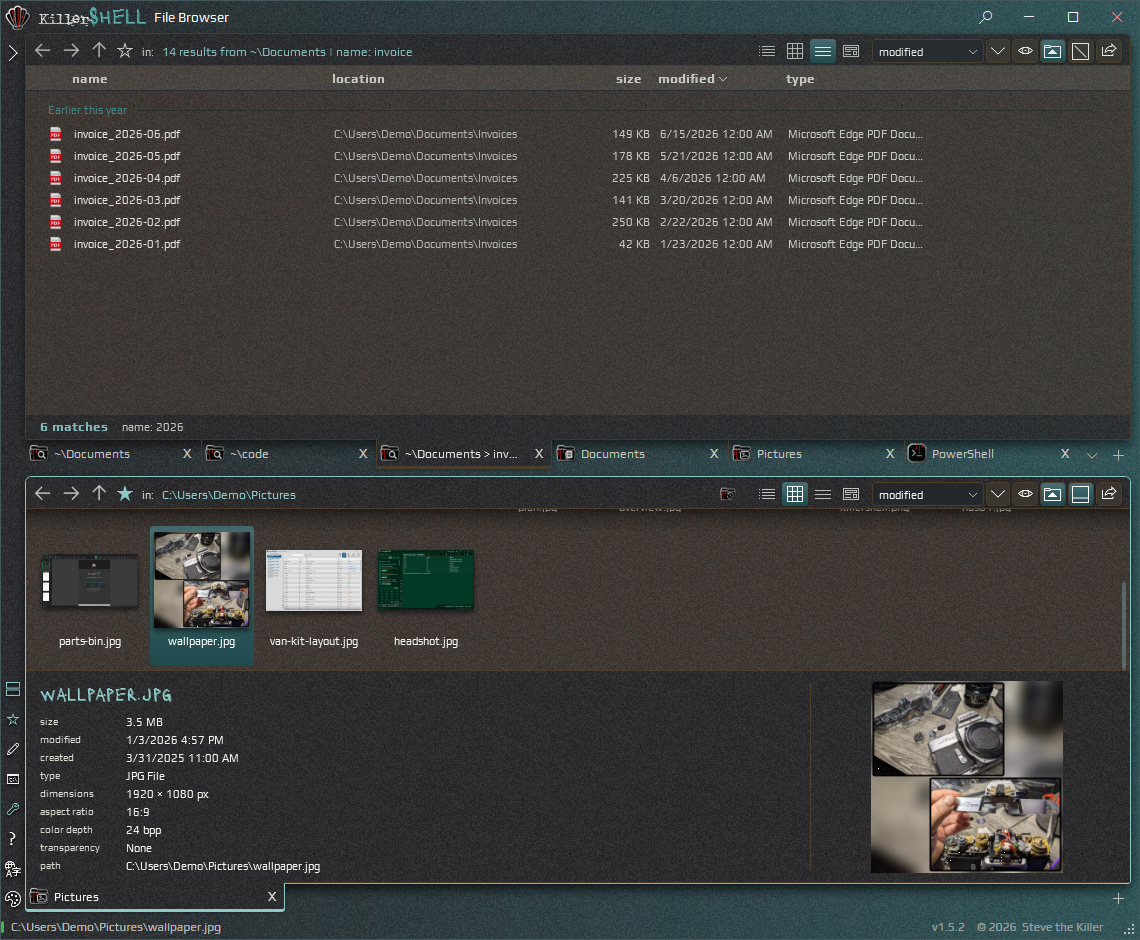 KillerSHELL File Browser
in: 14 results from ~\Documents | name: invoice modified
name location size modified type
Earlier this year
invoice_2026-06.pdf C:\Users\Demo\Documents\Invoices 149 KB 6/15/2026 12:00 AM Microsoft Edge PDF Docu...
invoice_2026-05.pdf C:\Users\Demo\Documents\Invoices 178 KB 5/21/2026 12:00 AM Microsoft Edge PDF Docu...
invoice_2026-04.pdf C:\Users\Demo\Documents\Invoices 225 KB 4/6/2026 12:00 AM Microsoft Edge PDF Docu...
invoice_2026-03.pdf C:\Users\Demo\Documents\Invoices 141 KB 3/20/2026 12:00 AM Microsoft Edge PDF Docu...
invoice_2026-02.pdf C:\Users\Demo\Documents\Invoices 250 KB 2/22/2026 12:00 AM Microsoft Edge PDF Docu...
invoice_2026-01.pdf C:\Users\Demo\Documents\Invoices 42 KB 1/23/2026 12:00 AM Microsoft Edge PDF Docu...
6 matches name: 2026
~\Documents X ~\code X ~\Documents > inv... X Documents X Pictures X PowerShell X
in: C:\Users\Demo\Pictures modified
parts-bin.jpg wallpaper.jpg van-kit-layout.jpg headshot.jpg
WALLPAPER.JPG
size 3.5 MB
modified 1/3/2026 4:57 PM
created 3/31/2025 11:00 AM
type JPG File
dimensions 1920 × 1080 px
aspect ratio 16:9
color depth 24 bpp
transparency None
path C:\Users\Demo\Pictures\wallpaper.jpg
Pictures X
C:\Users\Demo\Pictures\wallpaper.jpg v1.5.2 © 2026 Steve the Killer